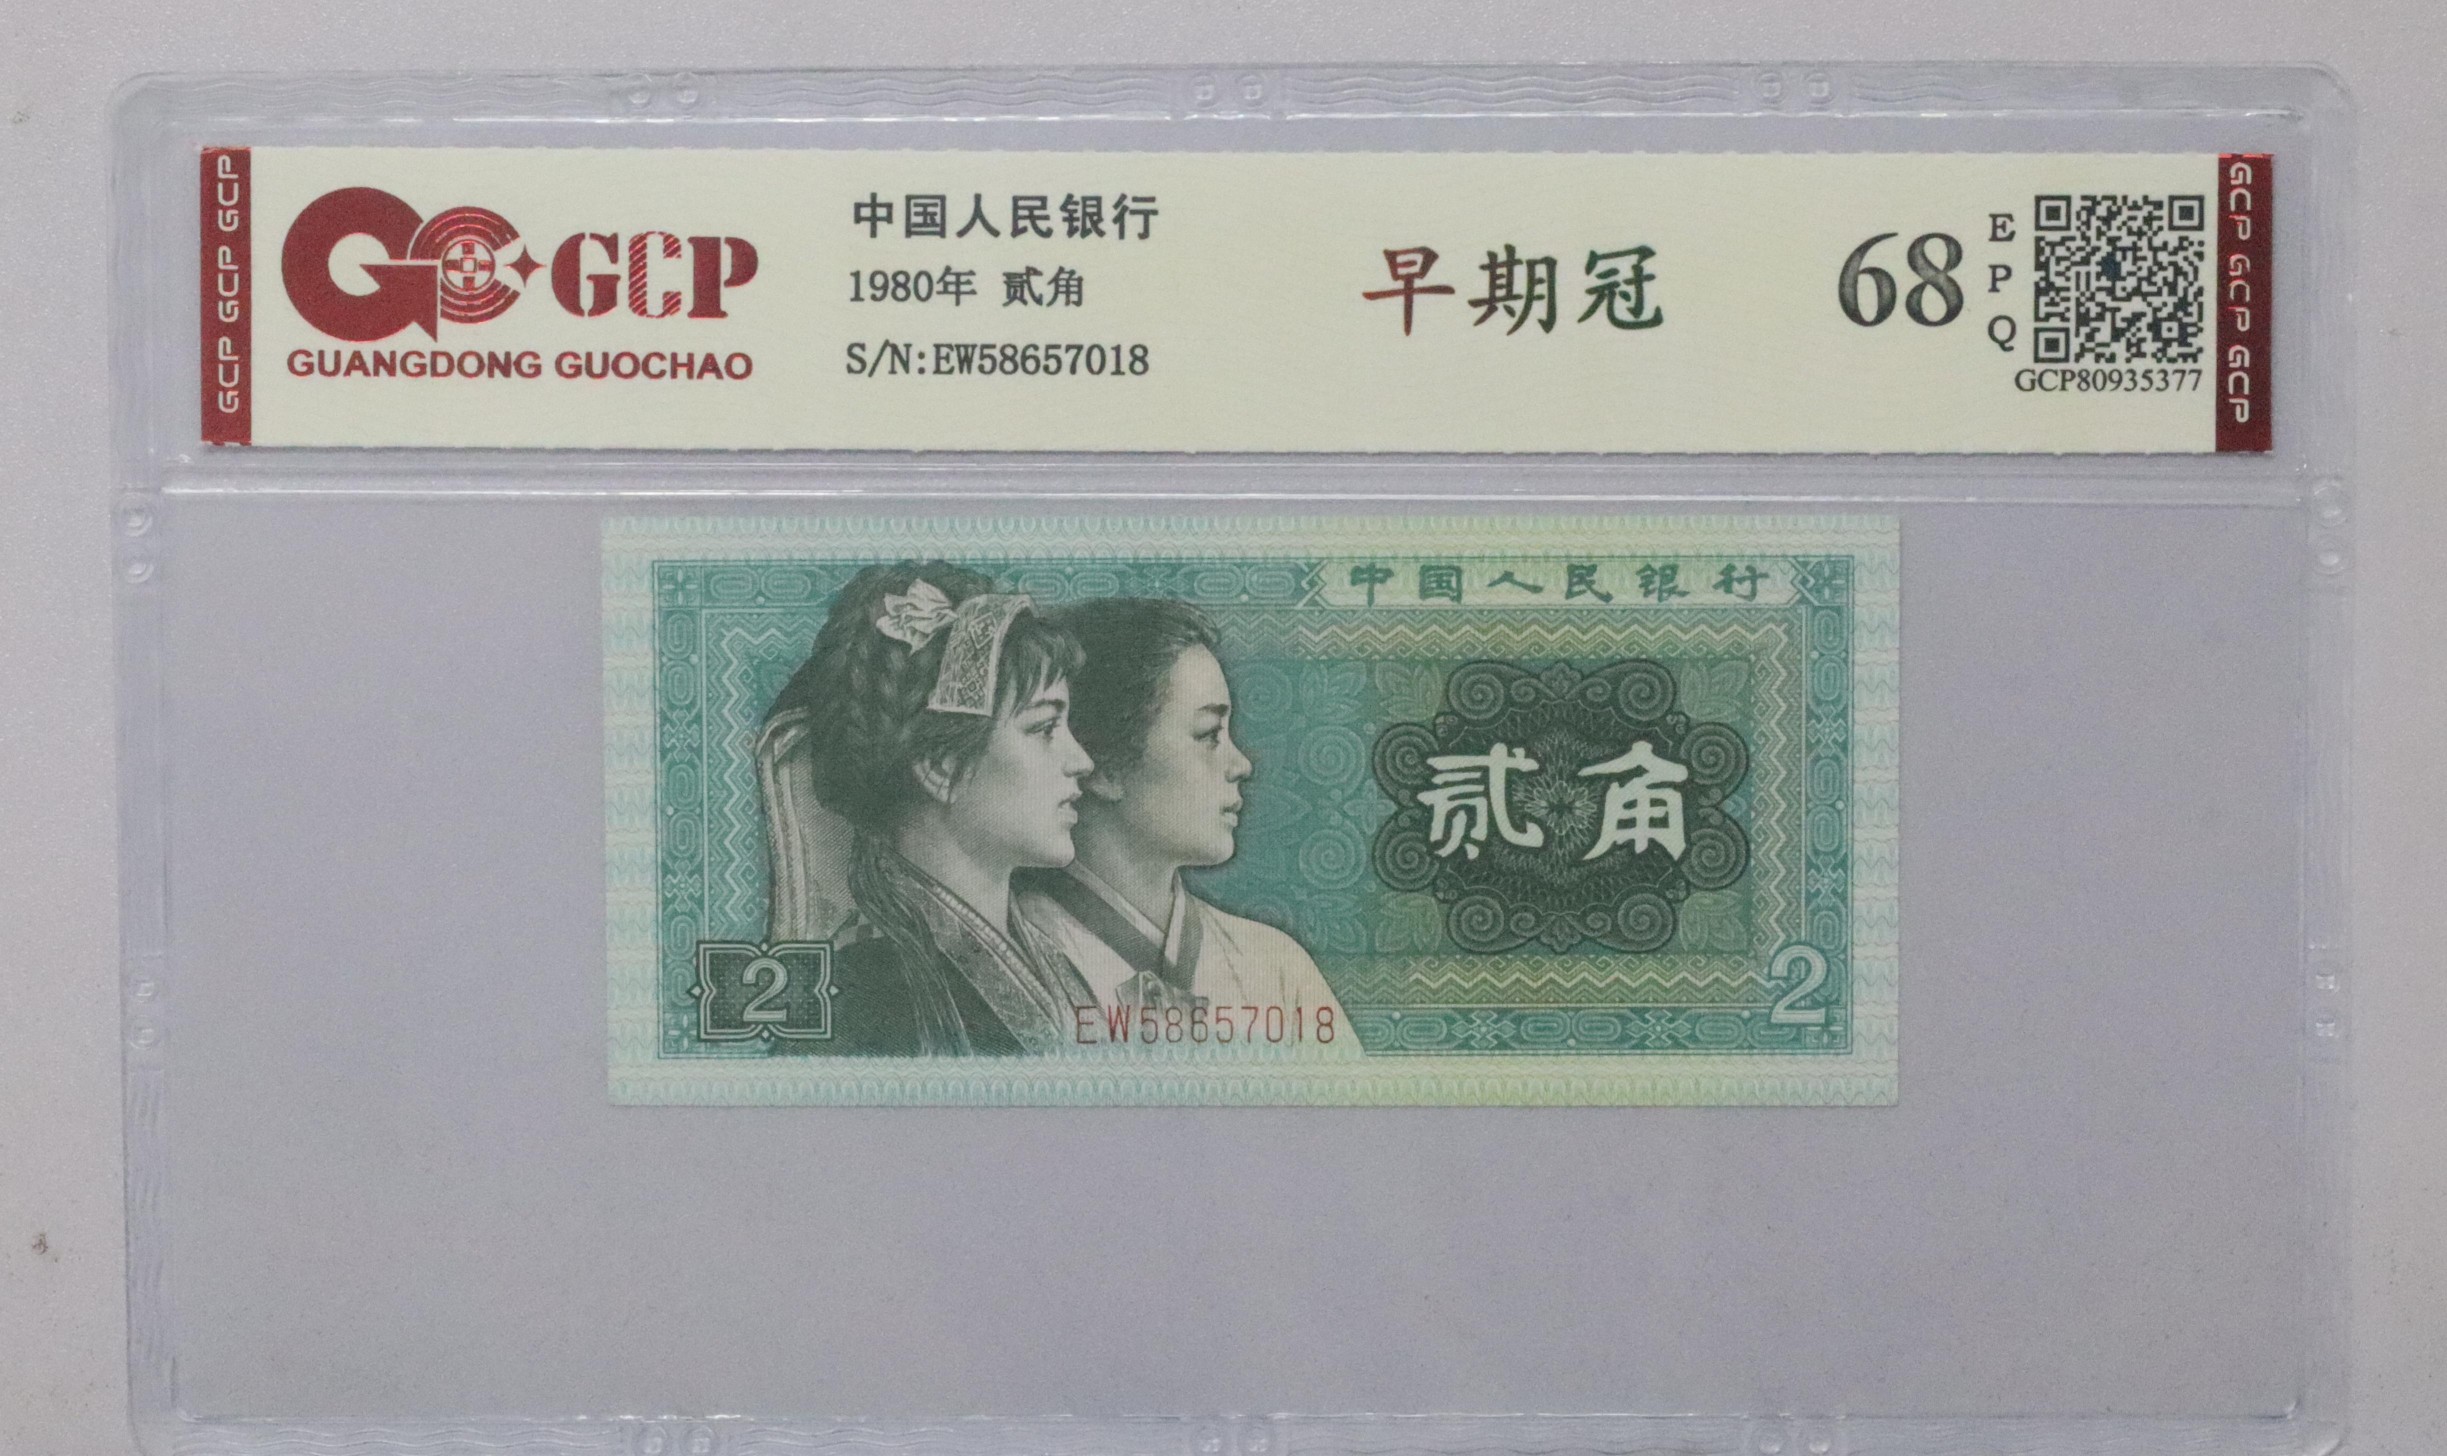 GCP GCP GCP
GCP
GUANGDONG GUOCHAO
中国人民银行
1980年 贰角
S/N:EW58657018
早期冠
68
EPQ
GCP80935377
GCP GCP GCP
中国人民银行
贰角
2
2
EW58657018